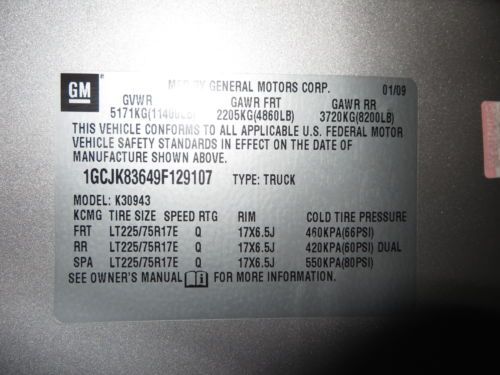 GM
MFD BY GENERAL MOTORS CORP. 01/09
GVWR GAWR FRT GAWR RR
5171KG(11400LB) 2205KG(4860LB) 3720KG(8200LB)
THIS VEHICLE CONFORMS TO ALL APPLICABLE U.S. FEDERAL MOTOR
VEHICLE SAFETY STANDARDS IN EFFECT ON THE DATE OF
MANUFACTURE SHOWN ABOVE.
1GCJK83649F129107 TYPE: TRUCK
MODEL: K30943
KCMG TIRE SIZE SPEED RTG RIM COLD TIRE PRESSURE
FRT LT225/75R17E Q 17X6.5J 460KPA(66PSI)
RR LT225/75R17E Q 17X6.5J 420KPA(60PSI) DUAL
SPA LT225/75R17E Q 17X6.5J 550KPA(80PSI)
SEE OWNER'S MANUAL i FOR MORE INFORMATION.